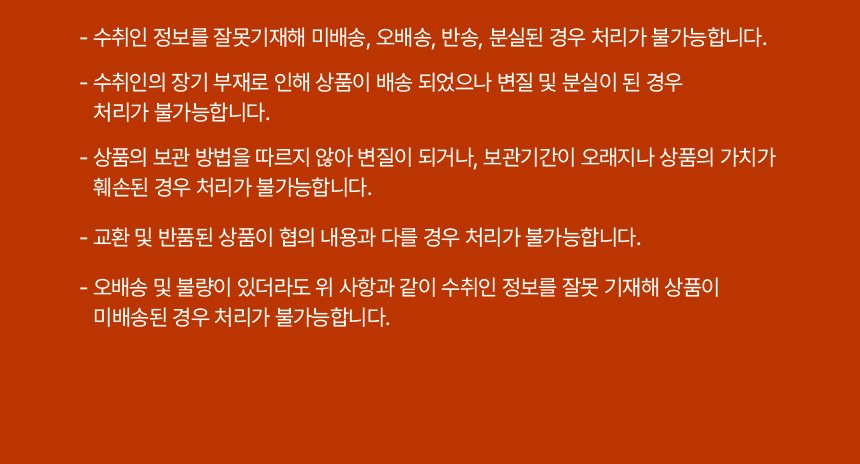 - 수취인 정보를 잘못기재해 미배송, 오배송, 반송, 분실된 경우 처리가 불가능합니다.
- 수취인의 장기 부재로 인해 상품이 배송 되었으나 변질 및 분실이 된 경우
처리가 불가능합니다.
- 상품의 보관 방법을 따르지 않아 변질이 되거나, 보관기간이 오래지나 상품의 가치가
훼손된 경우 처리가 불가능합니다.
- 교환 및 반품된 상품이 협의 내용과 다를 경우 처리가 불가능합니다.
- 오배송 및 불량이 있더라도 위 사항과 같이 수취인 정보를 잘못 기재해 상품이
미배송된 경우 처리가 불가능합니다.